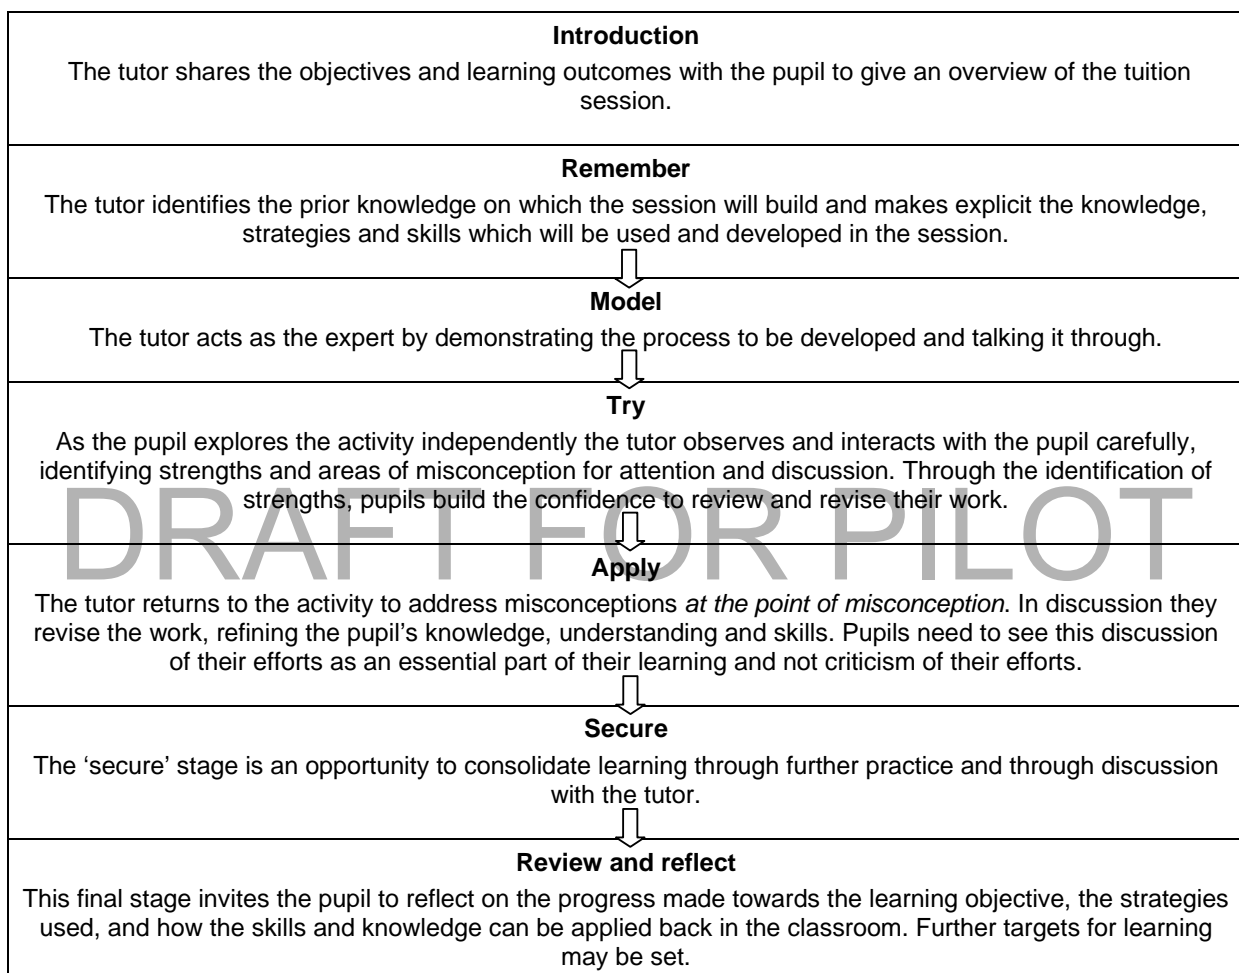 Introduction
The tutor shares the objectives and learning outcomes with the pupil to give an overview of the tuition
session.
Remember
The tutor identifies the prior knowledge on which the session will build and makes explicit the knowledge,
strategies and skills which will be used and developed in the session.
Model
The tutor acts as the expert by demonstrating the process to be developed and talking it through.
Try
As the pupil explores the activity independently the tutor observes and interacts with the pupil carefully,
identifying strengths and areas of misconception for attention and discussion. Through the identification of
strengths, pupils build the confidence to review and revise their work.
DRAFT FOR PILOT
Apply
The tutor returns to the activity to address misconceptions at the point of misconception. In discussion they
revise the work, refining the pupil’s knowledge, understanding and skills. Pupils need to see this discussion
of their efforts as an essential part of their learning and not criticism of their efforts.
Secure
The ‘secure’ stage is an opportunity to consolidate learning through further practice and through discussion
with the tutor.
Review and reflect
This final stage invites the pupil to reflect on the progress made towards the learning objective, the strategies
used, and how the skills and knowledge can be applied back in the classroom. Further targets for learning
may be set.